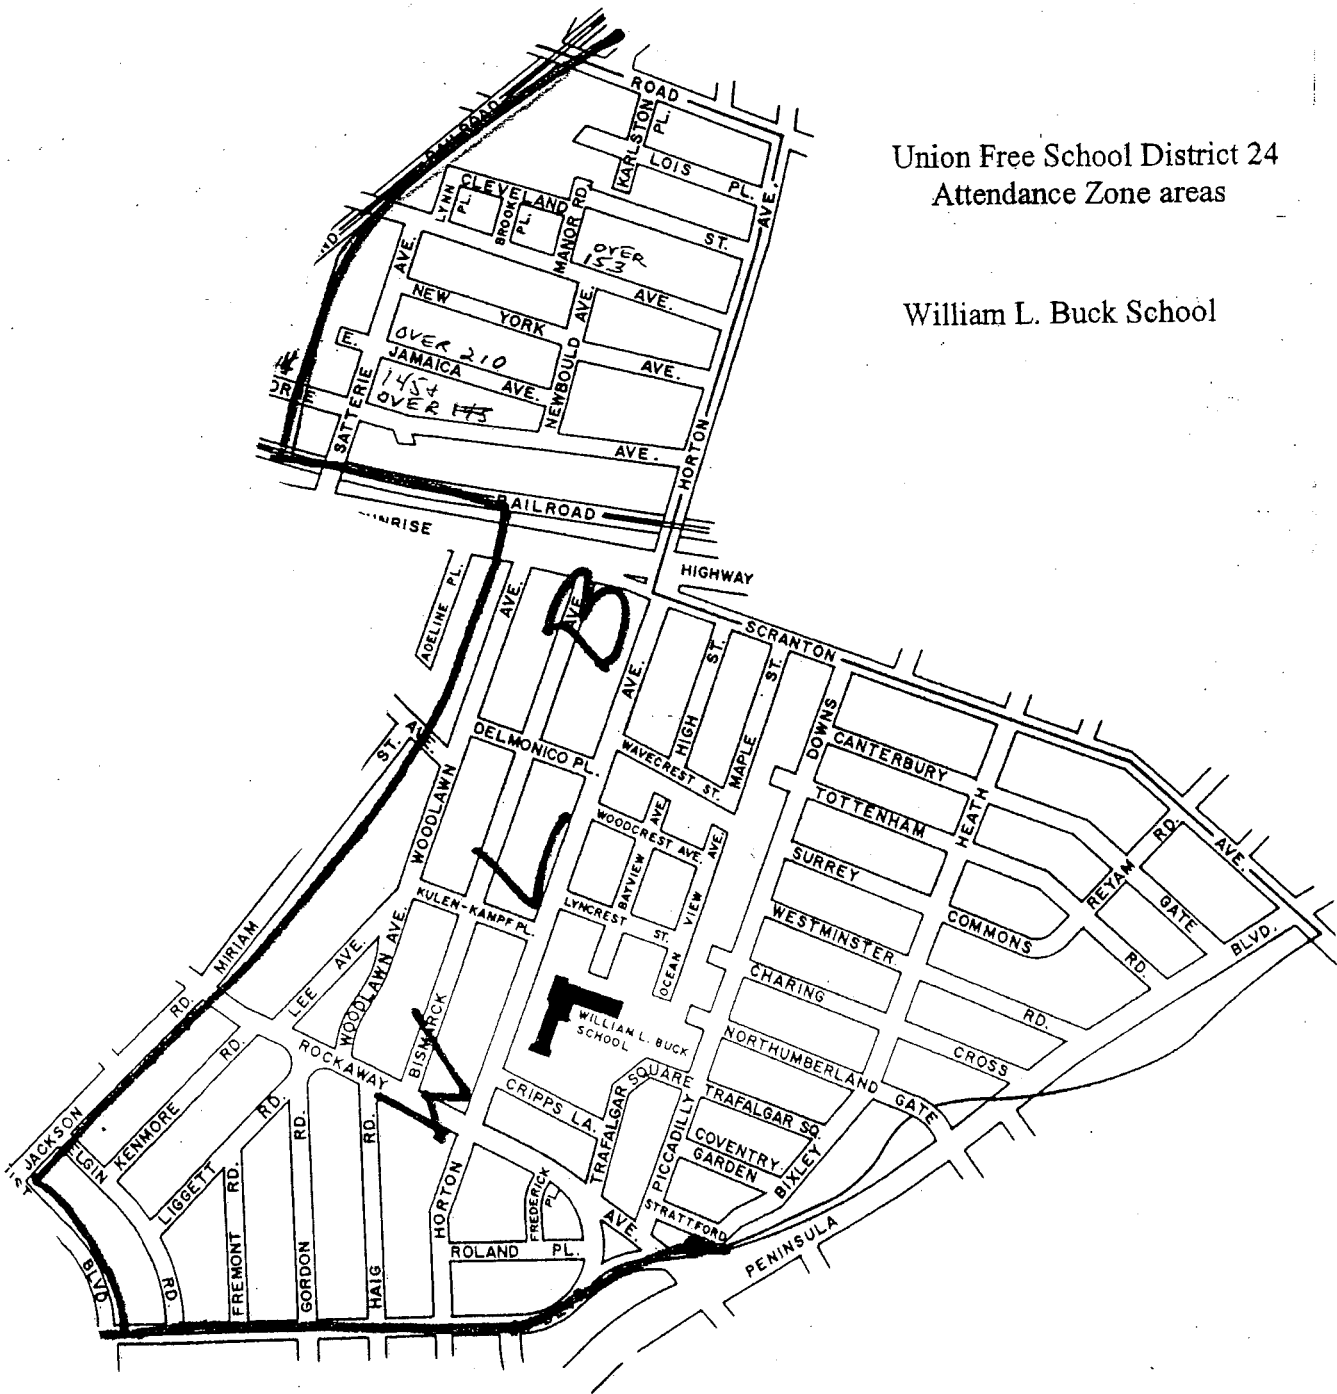 Union Free School District 24
Attendance Zone areas
William L. Buck School
ROAD
RAILROAD
KARLSTON
PL.
LOIS PL.
CLEVELAND ST.
LYNN PL.
BROOK PL.
MANOR RD.
AVE.
OVER
153
AVE.
NEW YORK AVE.
NEWBOULD AVE.
E.
OVER 210
JAMAICA AVE.
145+
OVER 145
SATTERIE
AVE.
HORTON AVE.
RAILROAD
HIGHWAY
ADELINE PL.
AVE.
AVE.
AVE.
B
SCRANTON AVE.
HIGH ST.
MAPLE ST.
DOWNS
DELMONICO PL.
WAVECREST ST.
CANTERBURY
TOTTENHAM
HEATH
ST.
WOODLAWN
WOODCREST AVE.
AVE.
BAYVIEW
OCEAN VIEW AVE.
L
SURREY
REYAM RD.
GATE
BLVD.
KULEN-KAMPF PL.
LYNCREST ST.
WESTMINSTER
COMMONS RD.
MIRIAM
LEE AVE.
WOODLAWN AVE.
CHARING
RD.
CROSS
RD.
BISMARCK
WILLIAM L. BUCK
SCHOOL
NORTHUMBERLAND GATE
ROCKAWAY
RD.
KENMORE
JACKSON
ST.
ELGIN
RD.
LIGGETT RD.
FREMONT RD.
GORDON RD.
HAIG RD.
W
CRIPPS LA.
TRAFALGAR SQUARE
TRAFALGAR SQ.
PICCADILLY
COVENTRY
GARDEN
BIXLEY
STRATTFORD
HORTON
FREDERICK PL.
AVE.
ROLAND PL.
PENINSULA
BLVD.